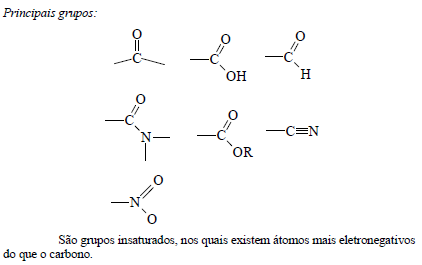 Principais grupos:
O O O
—C— —C —C
OH H
O O
—C —C —C≡N
N—
OR
O
—N
O
São grupos insaturados, nos quais existem átomos mais eletronegativos
do que o carbono.